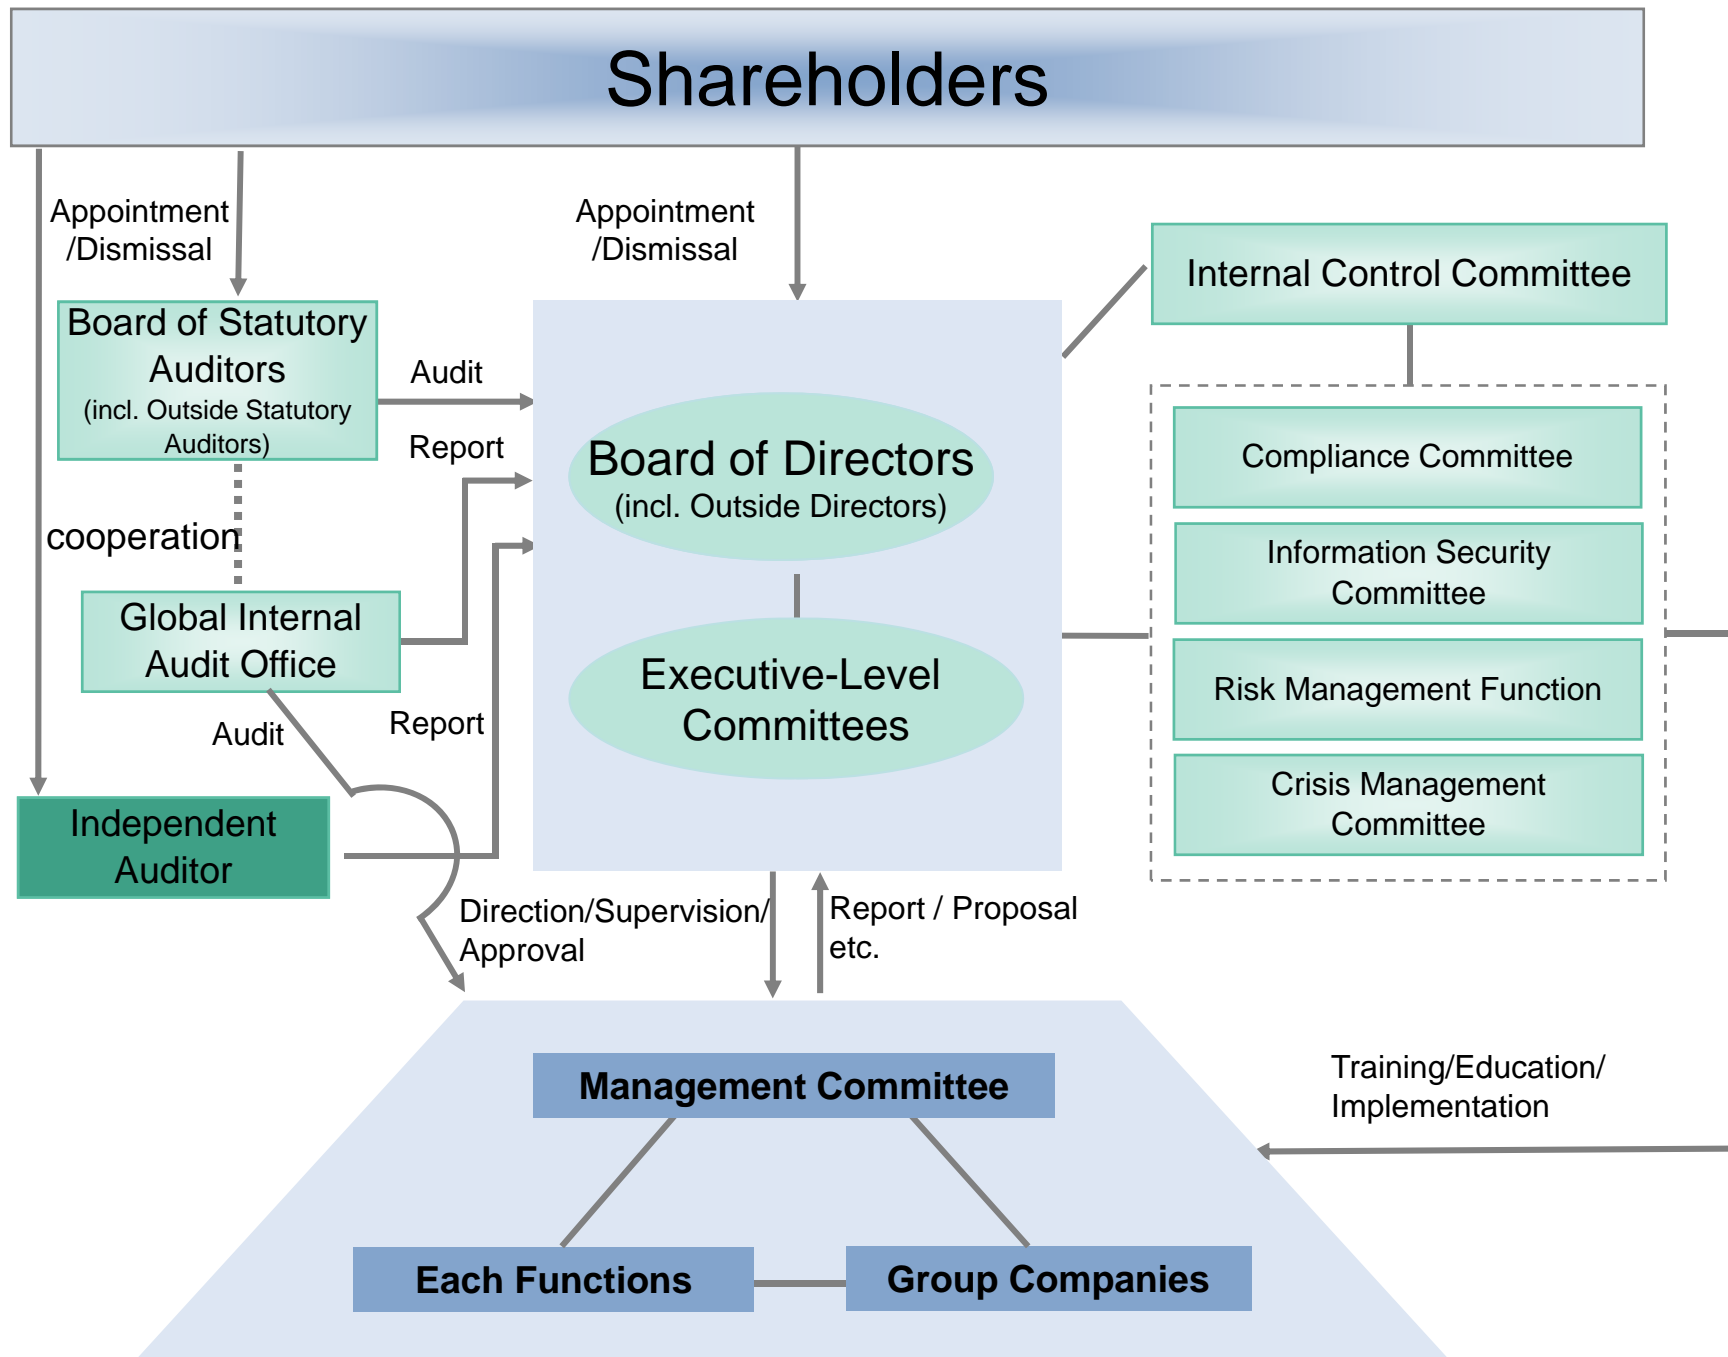 Shareholders
Appointment
/Dismissal
Appointment
/Dismissal
Board of Statutory
Auditors
(incl. Outside Statutory
Auditors)
Audit
Report
cooperation
Global Internal
Audit Office
Audit
Report
Independent
Auditor
Board of Directors
(incl. Outside Directors)
Executive-Level
Committees
Internal Control Committee
Compliance Committee
Information Security
Committee
Risk Management Function
Crisis Management
Committee
Direction/Supervision/
Approval
Report / Proposal
etc.
Training/Education/
Implementation
Management Committee
Each Functions
Group Companies